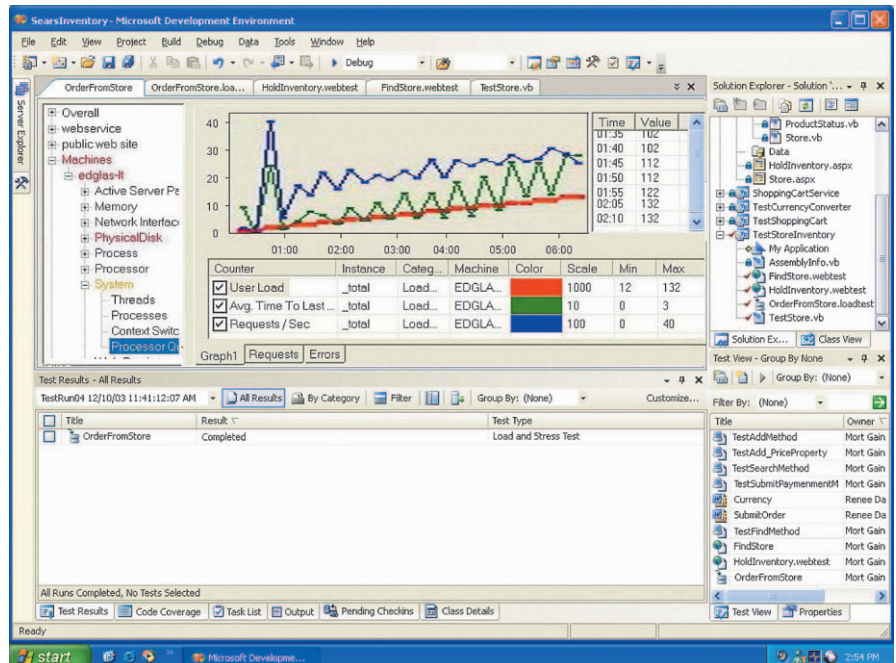 SearsInventory - Microsoft Development Environment
File Edit View Project Build Debug Data Tools Window Help
Debug
OrderFromStore OrderFromStore.loa... HoldInventory.webtest FindStore.webtest TestStore.vb
Server Explorer
Overall
webservice
public web site
Machines
edglas-lt
Active Server Pa
Memory
Network Interfac
PhysicalDisk
Process
Processor
System
Threads
Processes
Context Switc
Processor Qu
40
30
20
10
0
01:00 02:00 03:00 04:00 05:00 06:00
Time Value
01:35 102
01:40 102
01:45 112
01:50 112
01:55 122
02:05 132
02:10 132
Counter Instance Categ... Machine Color Scale Min Max
User Load _total Load... EDGLA... 1000 12 132
Avg. Time To Last ... _total Load... EDGLA... 10 0 3
Requests / Sec _total Load... EDGLA... 100 0 40
Graph1 Requests Errors
Solution Explorer - Solution '...
ProductStatus.vb
Store.vb
Data
HoldInventory.aspx
Store.aspx
ShoppingCartService
TestCurrencyConverter
TestShoppingCart
TestStoreInventory
My Application
AssemblyInfo.vb
FindStore.webtest
HoldInventory.webtest
OrderFromStore.loadtest
TestStore.vb
Solution Ex... Class View
Test Results - All Results
TestRun04 12/10/03 11:41:12:07 AM All Results By Category Filter Group By: (None) Customize...
Title Result Test Type
OrderFromStore Completed Load and Stress Test
All Runs Completed, No Tests Selected
Test Results Code Coverage Task List Output Pending Checkins Class Details
Test View - Group By None
Group By: (None)
Filter By: (None)
Title Owner
TestAddMethod Mort Gain
TestAdd_PriceProperty Mort Gain
TestSearchMethod Mort Gain
TestSubmitPaymenmentM Mort Gain
Currency Renee Da
SubmitOrder Renee Da
TestFindMethod Mort Gain
FindStore Mort Gain
HoldInventory.webtest Mort Gain
OrderFromStore Mort Gain
Test View Properties
Ready
start Microsoft Developme... 2:54 PM